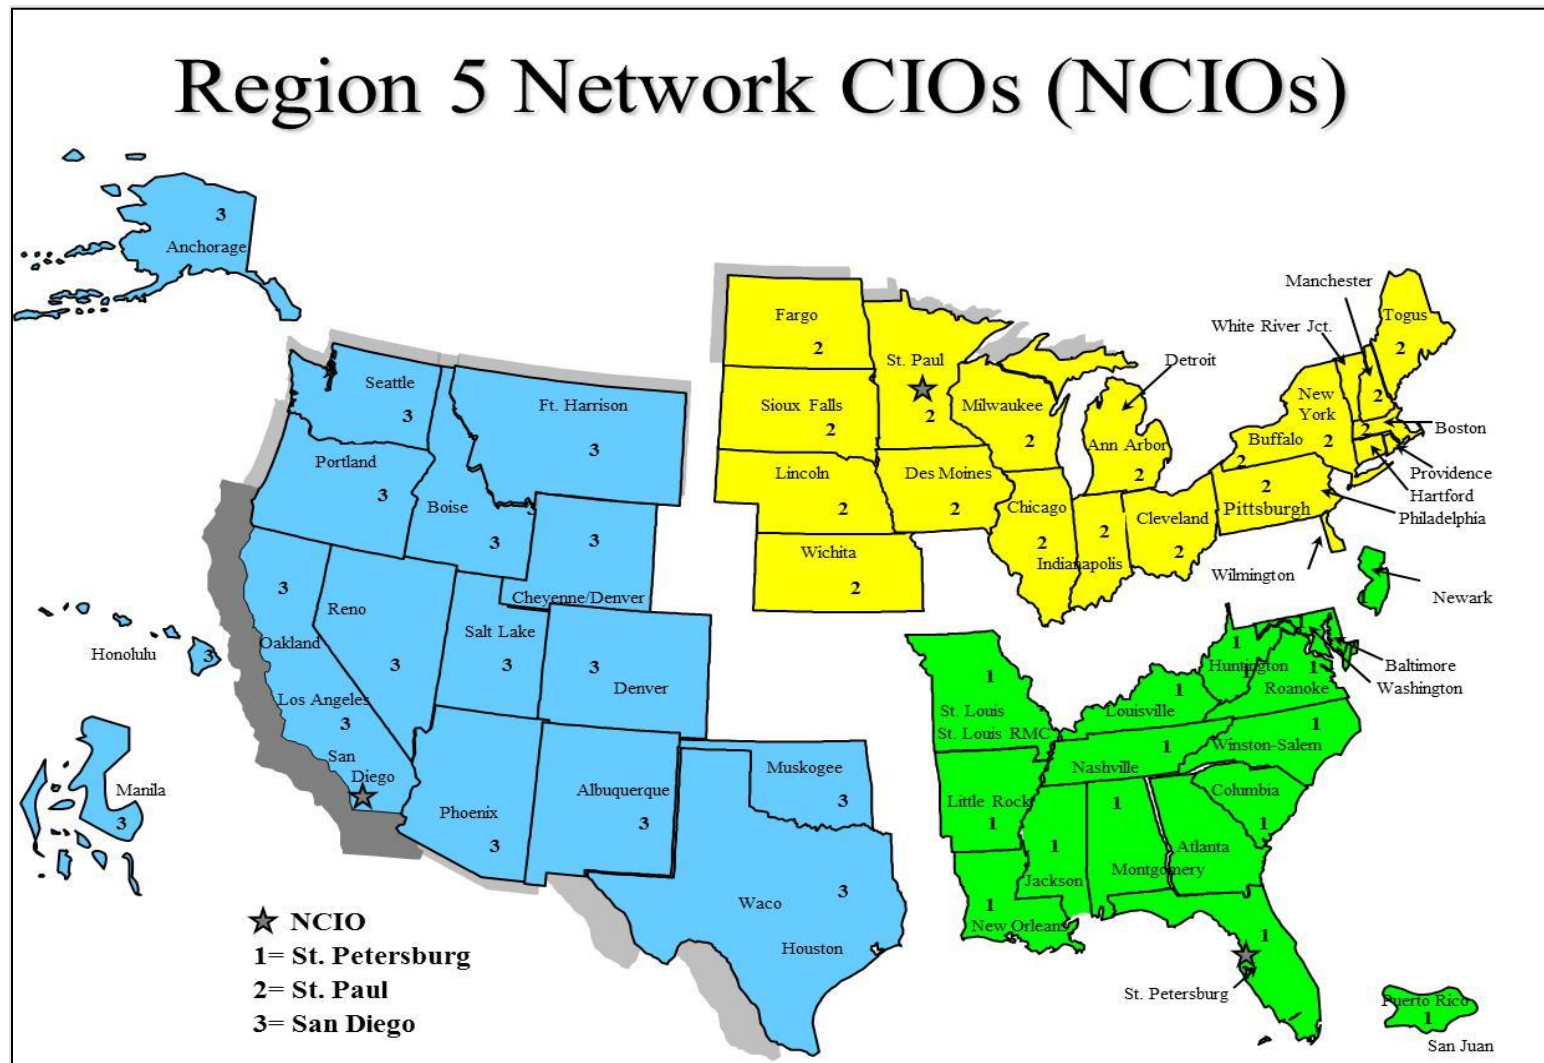 Region 5 Network CIOs (NCIOs)
3
Anchorage
Seattle
3
Ft. Harrison
3
Portland
3
Boise
3
3
Cheyenne/Denver
3
Oakland
Reno
3
Salt Lake
3
3
Denver
Honolulu
3
Los Angeles
3
San
Diego
Manila
3
Phoenix
3
Albuquerque
3
Muskogee
3
Waco
3
Houston
Fargo
2
St. Paul
2
Sioux Falls
2
Milwaukee
2
Detroit
Ann Arbor
2
Lincoln
2
Des Moines
2
Chicago
2
2
Indianapolis
Cleveland
2
Wichita
2
Manchester
White River Jct.
Togus
2
2
New
York
2
Buffalo
2
2
Boston
Providence
Hartford
Philadelphia
2
Pittsburgh
Wilmington
Newark
1
1
St. Louis
St. Louis RMC
1
Louisville
1
Huntington
1
1
Roanoke
Baltimore
Washington
1
Nashville
1
Winston-Salem
Little Rock
1
Columbia
1
1
Jackson
1
Montgomery
Atlanta
1
New Orleans
1
St. Petersburg
Puerto Rico
1
San Juan
NCIO
1= St. Petersburg
2= St. Paul
3= San Diego